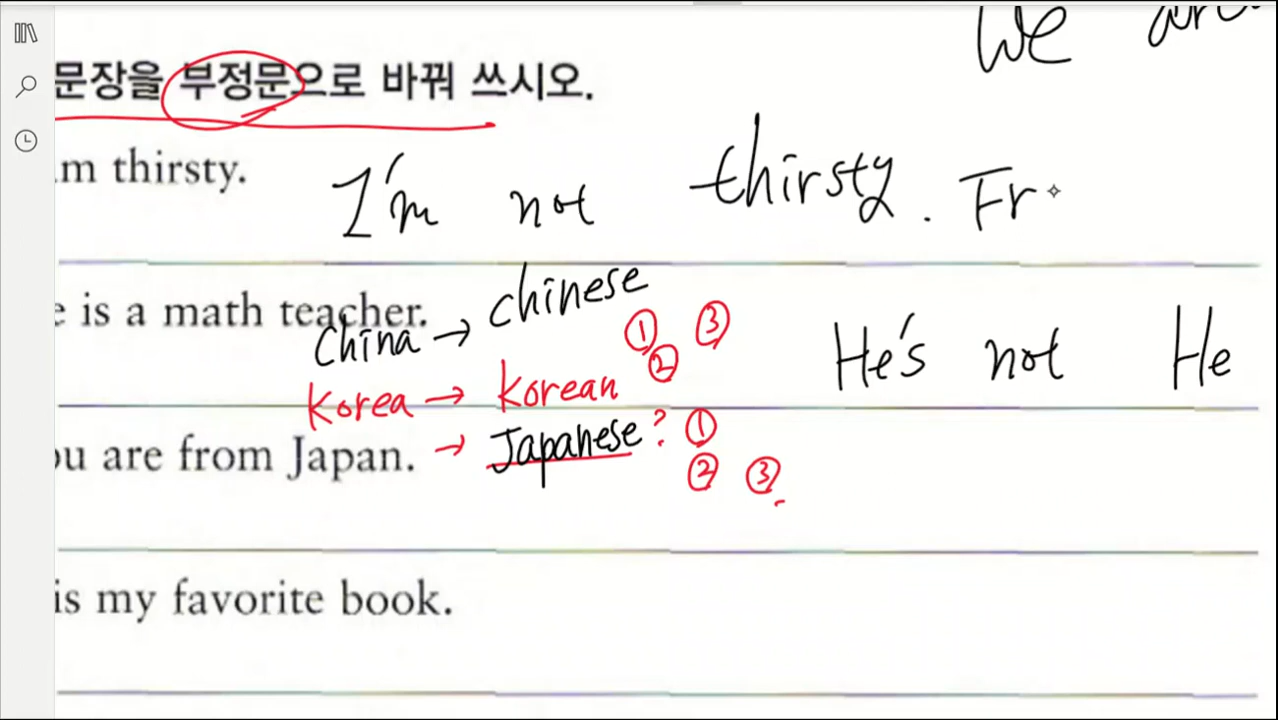 We are
문장을 부정문으로 바꿔 쓰시오.
m thirsty. I'm not thirsty. Fr
e is a math teacher. chinese ① ③
China → ② He's not He
Korea → Korean
ou are from Japan. → Japanese? ①
② ③
is my favorite book.